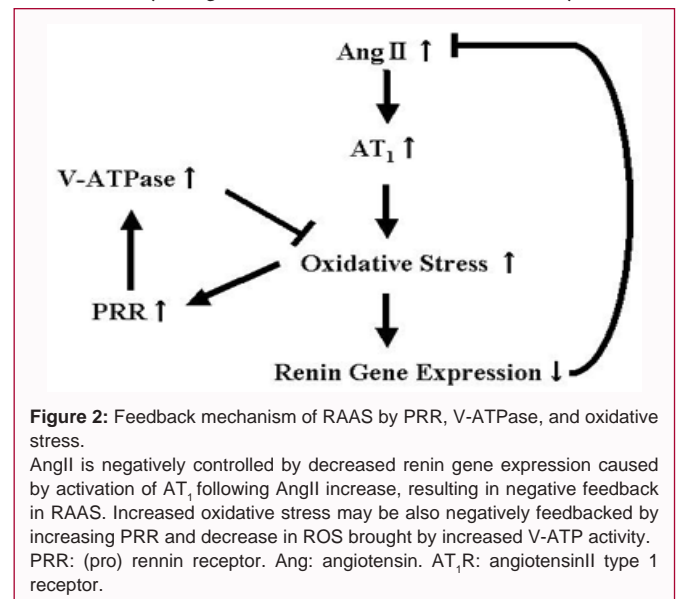 Ang II ↑
AT₁ ↑
V-ATPase ↑
Oxidative Stress ↑
PRR ↑
Renin Gene Expression ↓
Figure 2: Feedback mechanism of RAAS by PRR, V-ATPase, and oxidative
stress.
AngII is negatively controlled by decreased renin gene expression caused
by activation of AT₁ following AngII increase, resulting in negative feedback
in RAAS. Increased oxidative stress may be also negatively feedbacked by
increasing PRR and decrease in ROS brought by increased V-ATP activity.
PRR: (pro) rennin receptor. Ang: angiotensin. AT₁R: angiotensinII type 1
receptor.